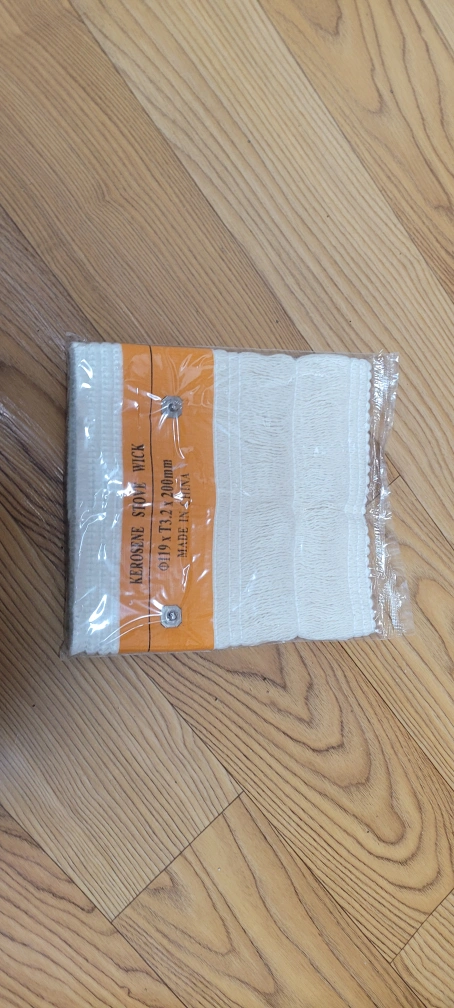 KEROSENE STOVE WICK
Φ119 x T3.2 x 200mm
MADE IN CHINA